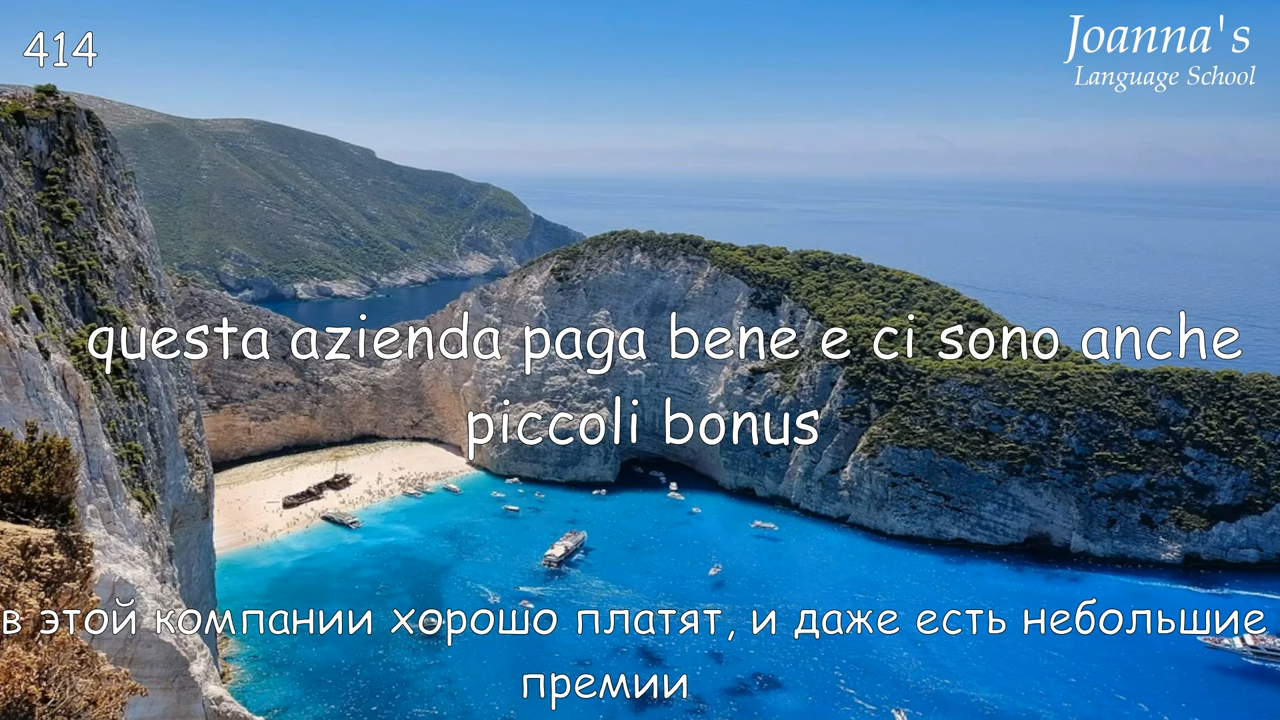 414
Joanna's
Language School
questa azienda paga bene e ci sono anche
piccoli bonus
в этой компании хорошо платят, и даже есть небольшие
премии